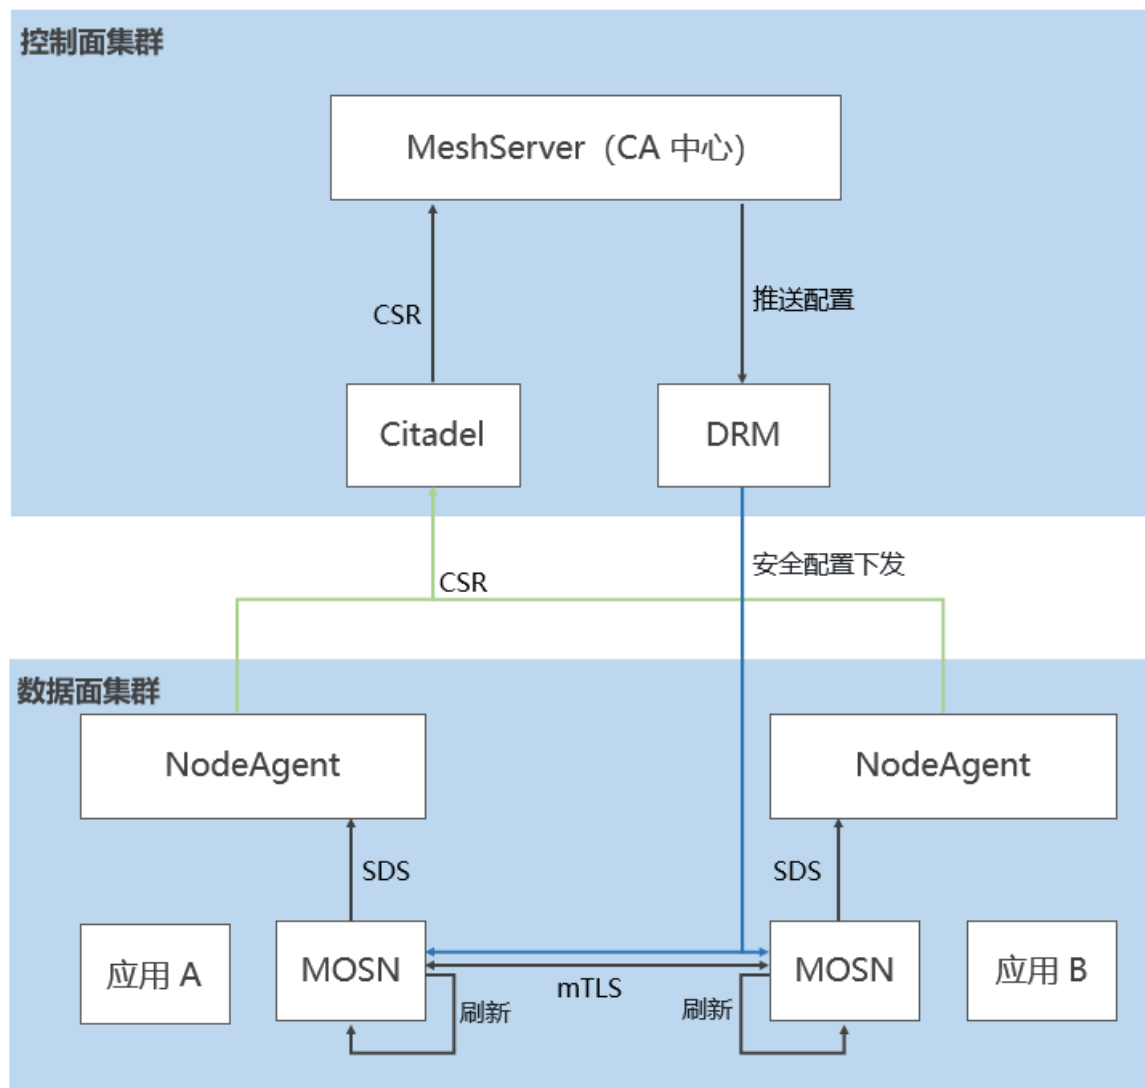 控制面集群
MeshServer（CA 中心）
CSR
推送配置
Citadel
DRM
CSR
安全配置下发
数据面集群
NodeAgent
NodeAgent
SDS
SDS
应用 A
MOSN
mTLS
MOSN
应用 B
刷新
刷新